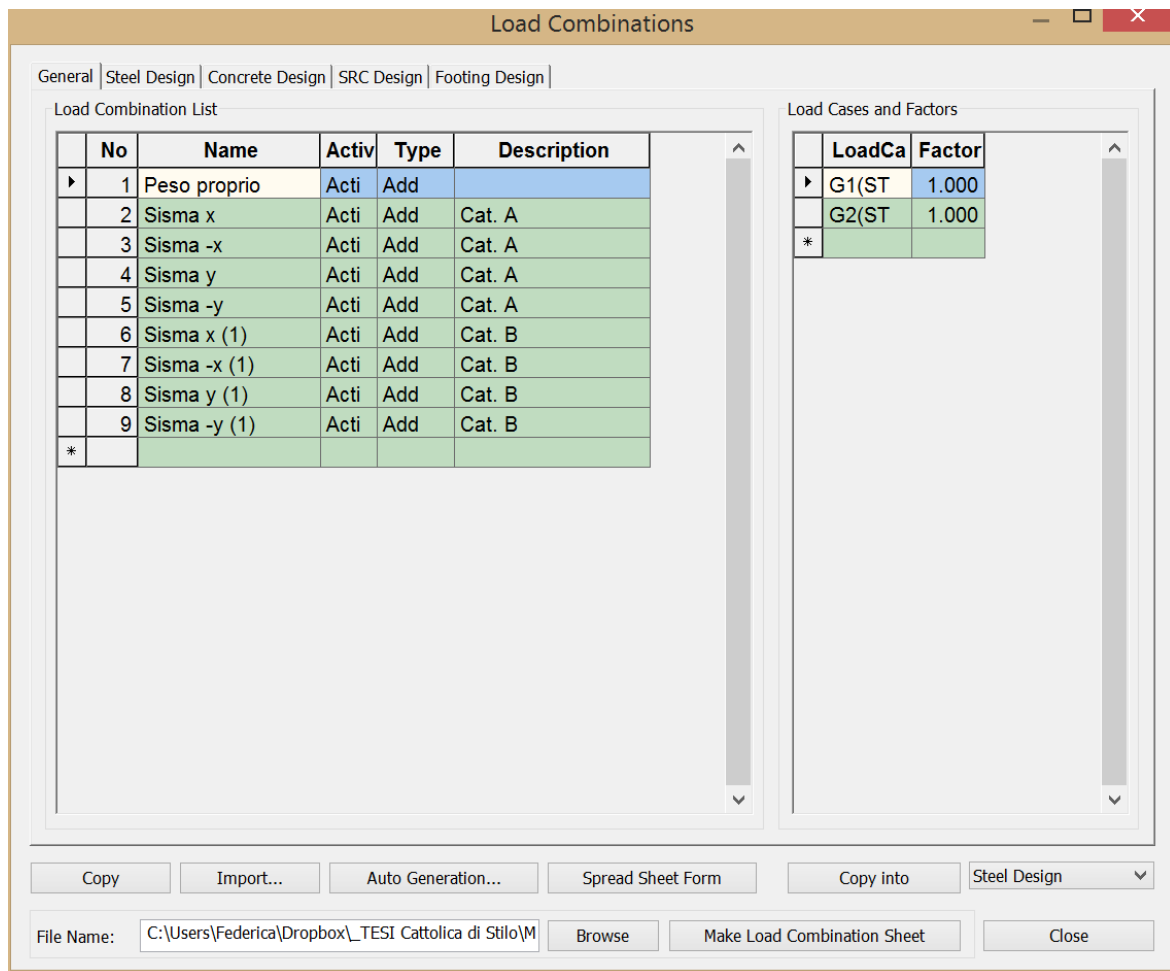 Load Combinations
General Steel Design Concrete Design SRC Design Footing Design
Load Combination List
No Name Activ Type Description
1 Peso proprio Acti Add
2 Sisma x Acti Add Cat. A
3 Sisma -x Acti Add Cat. A
4 Sisma y Acti Add Cat. A
5 Sisma -y Acti Add Cat. A
6 Sisma x (1) Acti Add Cat. B
7 Sisma -x (1) Acti Add Cat. B
8 Sisma y (1) Acti Add Cat. B
9 Sisma -y (1) Acti Add Cat. B
*
Load Cases and Factors
LoadCa Factor
G1(ST 1.000
G2(ST 1.000
*
Copy Import... Auto Generation... Spread Sheet Form Copy into Steel Design
File Name: C:\Users\Federica\Dropbox\_TESI Cattolica di Stilo\M Browse Make Load Combination Sheet Close